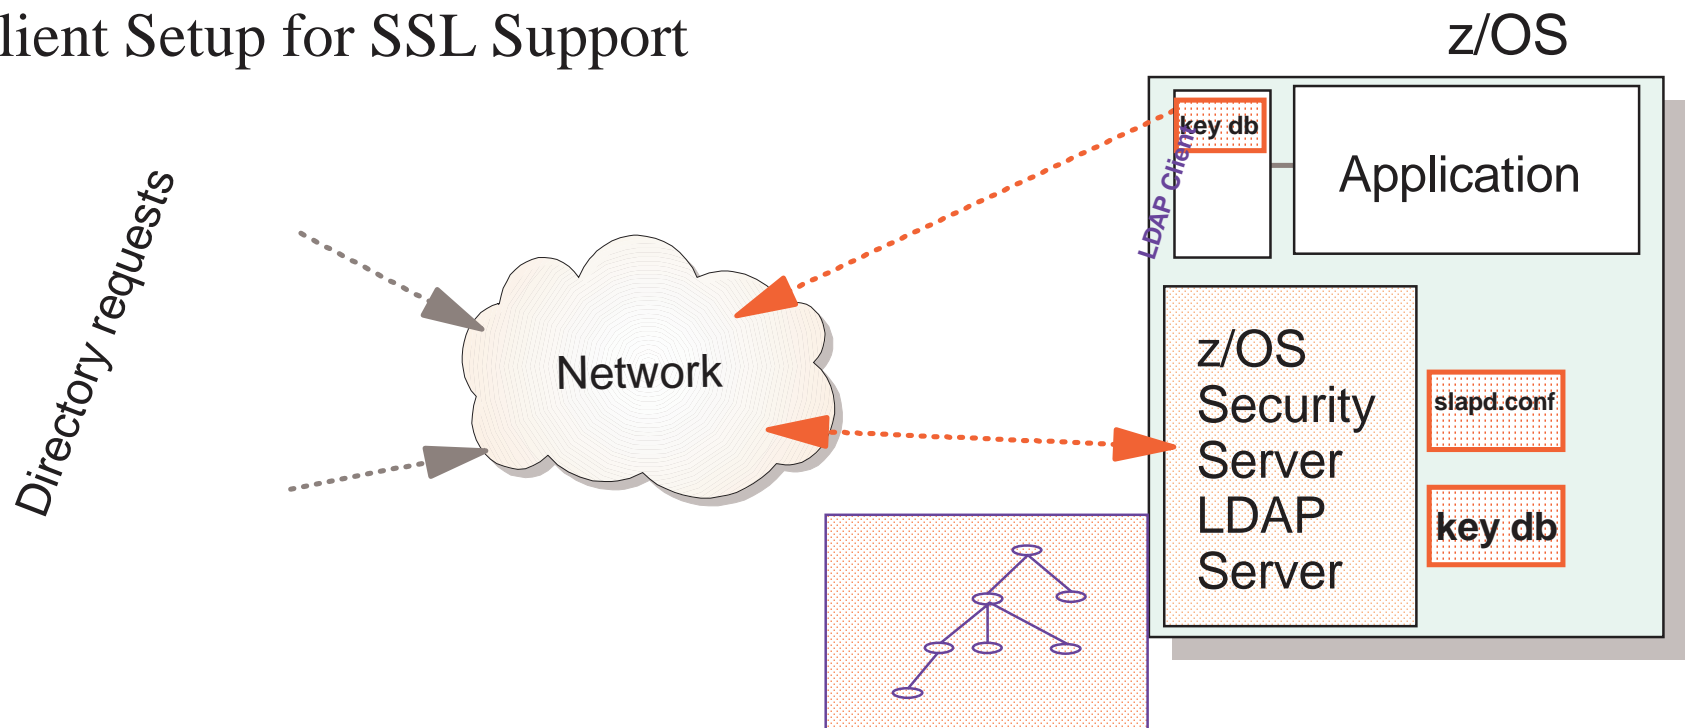 lient Setup for SSL Support
z/OS
key db
LDAP Client
Application
Directory requests
Network
z/OS
Security
Server
LDAP
Server
slapd.conf
key db